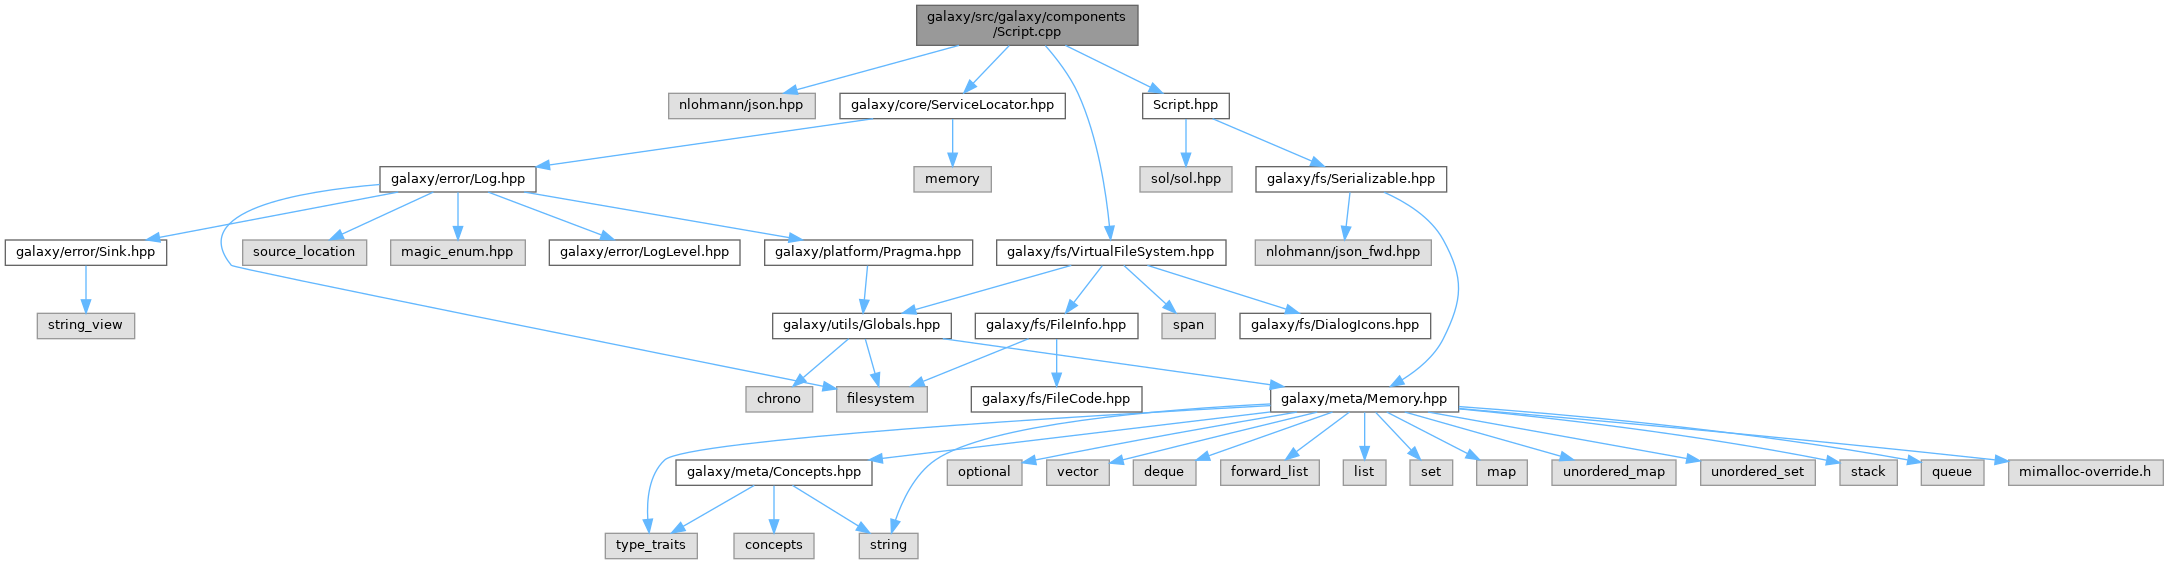 galaxy/src/galaxy/components
/Script.cpp
nlohmann/json.hpp
galaxy/core/ServiceLocator.hpp
Script.hpp
galaxy/error/Log.hpp
memory
sol/sol.hpp
galaxy/fs/Serializable.hpp
galaxy/error/Sink.hpp
source_location
magic_enum.hpp
galaxy/error/LogLevel.hpp
galaxy/platform/Pragma.hpp
galaxy/fs/VirtualFileSystem.hpp
nlohmann/json_fwd.hpp
string_view
galaxy/utils/Globals.hpp
galaxy/fs/FileInfo.hpp
span
galaxy/fs/DialogIcons.hpp
chrono
filesystem
galaxy/fs/FileCode.hpp
galaxy/meta/Memory.hpp
galaxy/meta/Concepts.hpp
optional
vector
deque
forward_list
list
set
map
unordered_map
unordered_set
stack
queue
mimalloc-override.h
type_traits
concepts
string